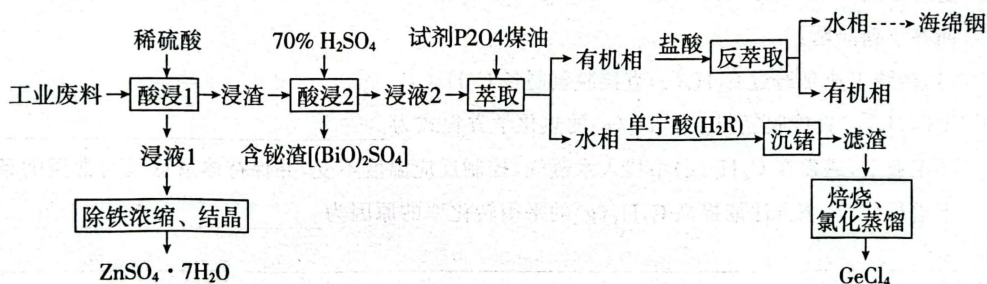 稀硫酸
70% H₂SO₄
试剂P2O4煤油
工业废料
酸浸1
浸渣
酸浸2
浸液2
萃取
有机相
盐酸
反萃取
水相
海绵铟
有机相
水相
单宁酸(H₂R)
沉锗
滤渣
浸液1
含铋渣[(BiO)₂SO₄]
除铁浓缩、结晶
焙烧、
氯化蒸馏
ZnSO₄·7H₂O
GeCl₄